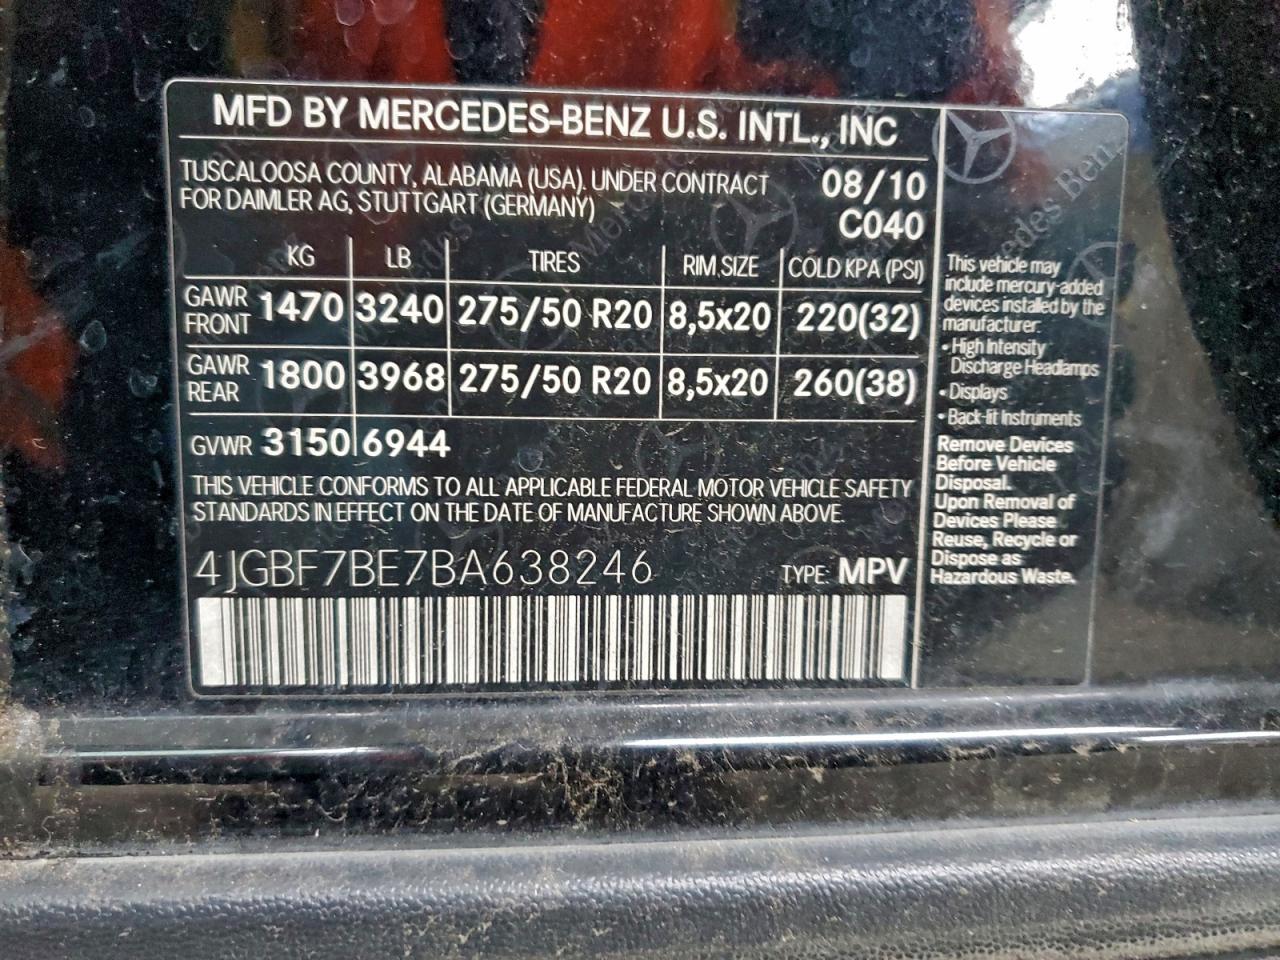 MFD BY MERCEDES-BENZ U.S. INTL., INC
TUSCALOOSA COUNTY, ALABAMA (USA). UNDER CONTRACT
FOR DAIMLER AG, STUTTGART (GERMANY)
08/10
C040
KG LB TIRES RIM.SIZE COLD KPA (PSI)
GAWR FRONT 1470 3240 275/50 R20 8,5x20 220(32)
GAWR REAR 1800 3968 275/50 R20 8,5x20 260(38)
GVWR 3150 6944
THIS VEHICLE CONFORMS TO ALL APPLICABLE FEDERAL MOTOR VEHICLE SAFETY
STANDARDS IN EFFECT ON THE DATE OF MANUFACTURE SHOWN ABOVE.
4JGBF7BE7BA638246 TYPE: MPV
This vehicle may
include mercury-added
devices installed by the
manufacturer:
• High Intensity
Discharge Headlamps
• Displays
• Back-lit Instruments
Remove Devices
Before Vehicle
Disposal.
Upon Removal of
Devices Please
Reuse, Recycle or
Dispose as
Hazardous Waste.
Mercedes Benz